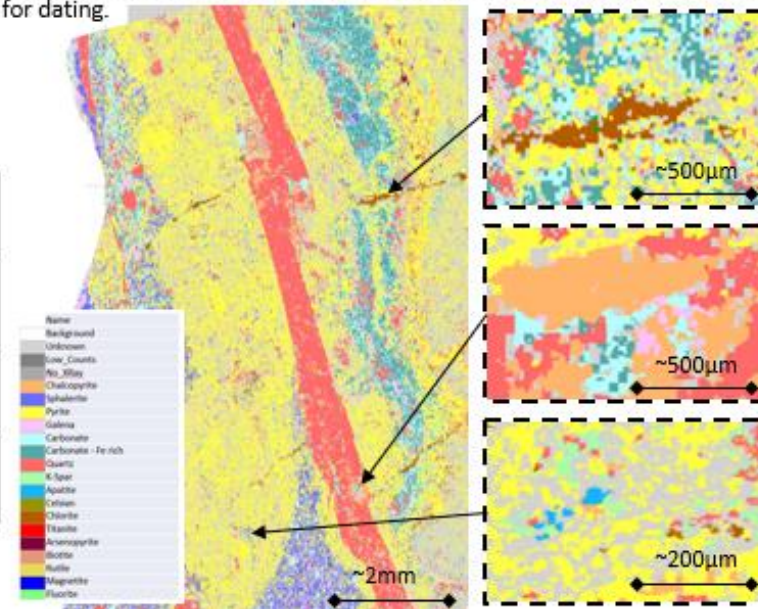 for dating.
Name
Background
Unknown
Low_Counts
No_XRay
Chalcopyrite
Sphalerite
Pyrite
Galena
Carbonate
Carbonate - Fe rich
Quartz
K-Spar
Apatite
Celsian
Chlorite
Titanite
Arsenopyrite
Biotite
Rutile
Magnetite
Fluorite
~2mm
~500µm
~500µm
~200µm